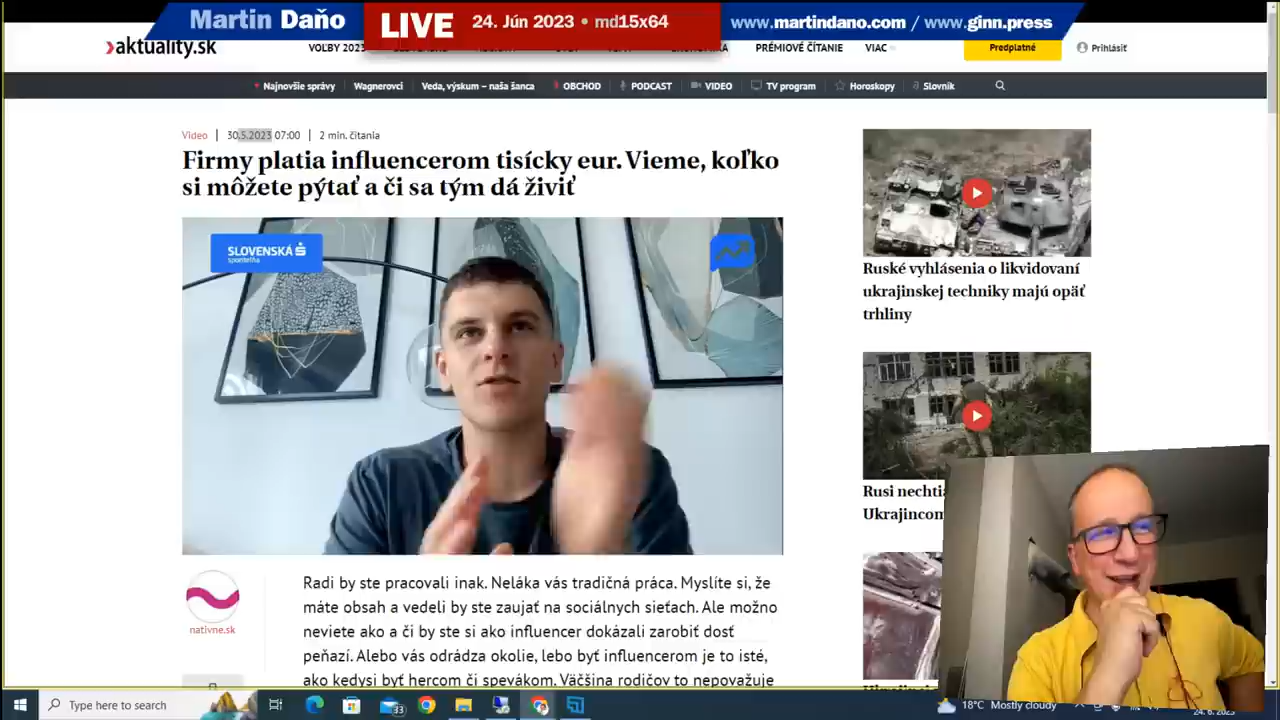 Martin Daňo
LIVE
24. Jún 2023 • md15x64
www.martindano.com / www.ginn.press
aktuality.sk
VOĽBY 2023
PRÉMIOVÉ ČÍTANIE
VIAC
Predplatné
Prihlásiť
Najnovšie správy
Wagnerovci
Veda, výskum – naša šanca
OBCHOD
PODCAST
VIDEO
TV program
Horoskopy
Slovník
Video | 30.5.2023 07:00 | 2 min. čítania
Firmy platia influencerom tisícky eur. Vieme, koľko
si môžete pýtať a či sa tým dá živiť
SLOVENSKÁ
sporiteľňa
Ruské vyhlásenia o likvidovaní
ukrajinskej techniky majú opäť
trhliny
Rusi
Radi by ste pracovali inak. Neláka vás tradičná práca. Myslíte si, že
máte obsah a vedeli by ste zaujať na sociálnych sieťach. Ale možno
neviete ako a či by ste si ako influencer dokázali zarobiť dosť
peňazí. Alebo vás odrádza okolie, lebo byť influencerom je to isté,
ako kedysi byť hercom či spevákom. Väčšina rodičov to nepovažuje
nativne.sk
Type here to search
33
18°C Mostly cloudy
24. 6. 2023